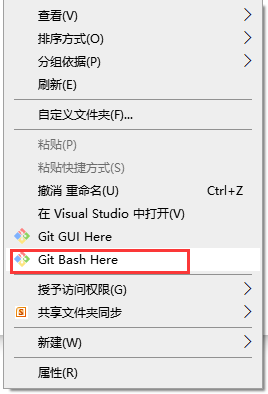 查看(V)
排序方式(O)
分组依据(P)
刷新(E)
自定义文件夹(F)...
粘贴(P)
粘贴快捷方式(S)
撤消 重命名(U) Ctrl+Z
在 Visual Studio 中打开(V)
Git GUI Here
Git Bash Here
授予访问权限(G)
共享文件夹同步
新建(W)
属性(R)